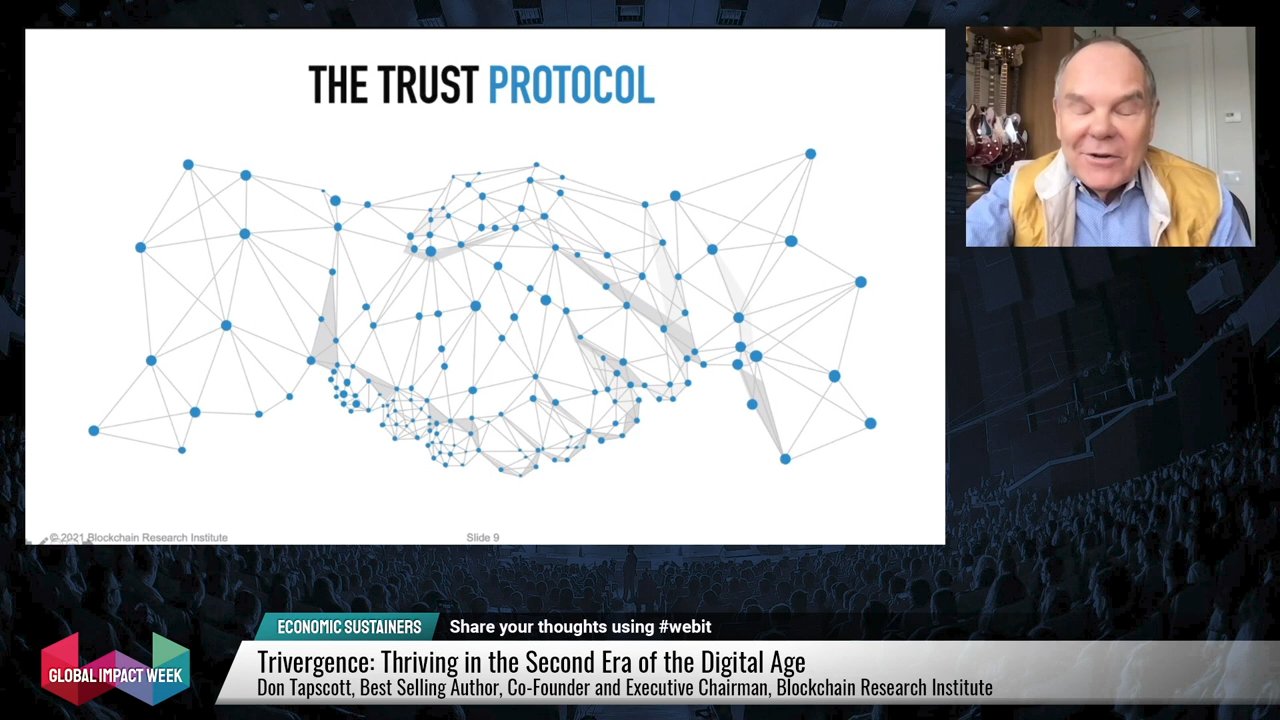 THE TRUST PROTOCOL
© 2021 Blockchain Research Institute
Slide 9
ECONOMIC SUSTAINERS
Share your thoughts using #webit
GLOBAL IMPACT WEEK
Trivergence: Thriving in the Second Era of the Digital Age
Don Tapscott, Best Selling Author, Co-Founder and Executive Chairman, Blockchain Research Institute